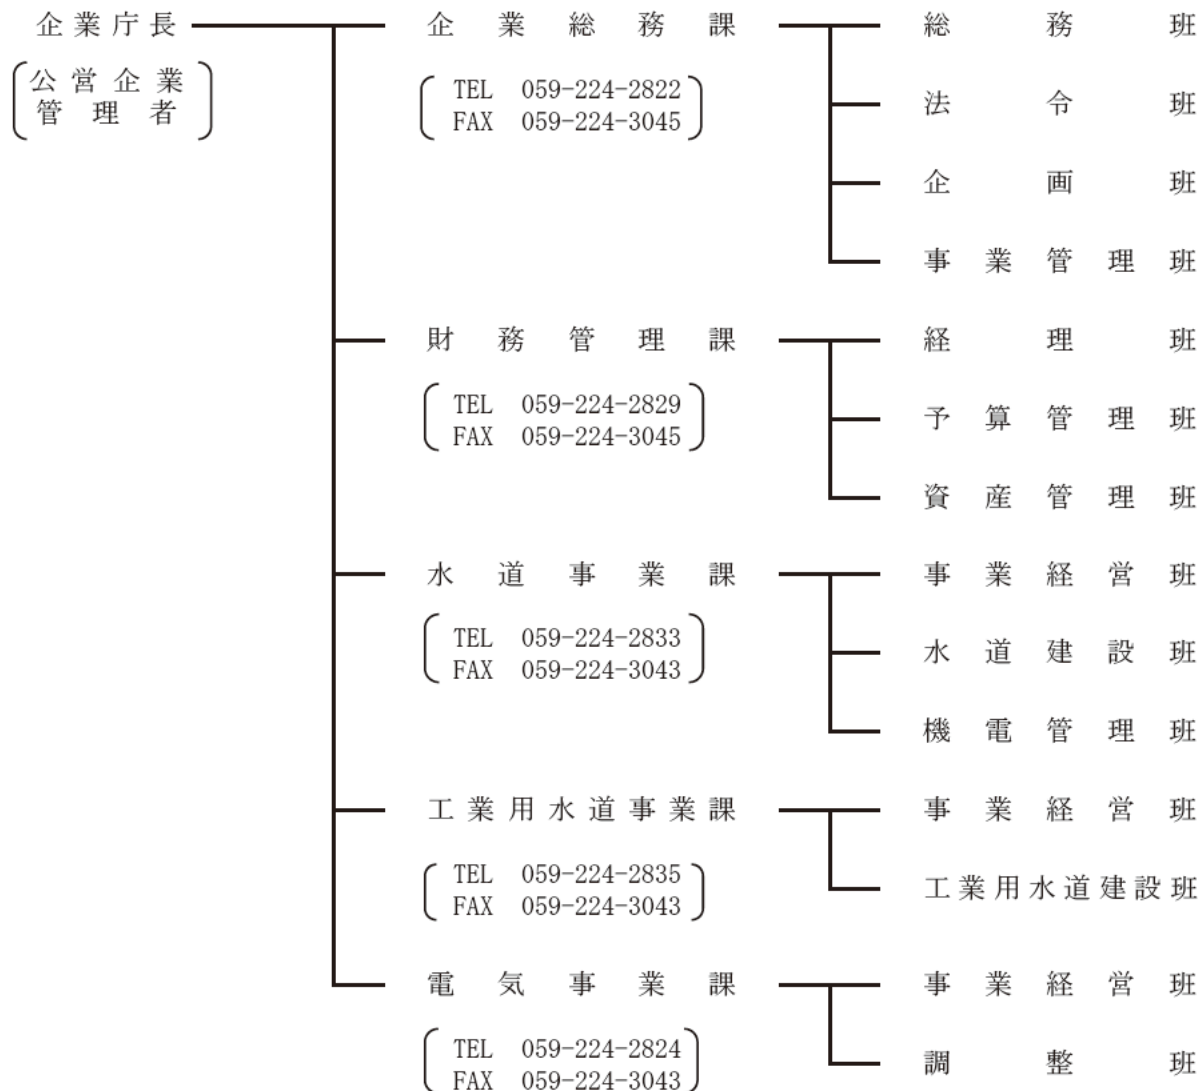 企業庁長 企業総務課 総務班
公営企業
管理者
TEL 059-224-2822
FAX 059-224-3045
法令班
企画班
事業管理班
財務管理課 経理班
TEL 059-224-2829
FAX 059-224-3045
予算管理班
資産管理班
水道事業課 事業経営班
TEL 059-224-2833
FAX 059-224-3043
水道建設班
機電管理班
工業用水道事業課 事業経営班
TEL 059-224-2835
FAX 059-224-3043
工業用水道建設班
電気事業課 事業経営班
TEL 059-224-2824
FAX 059-224-3043
調整班